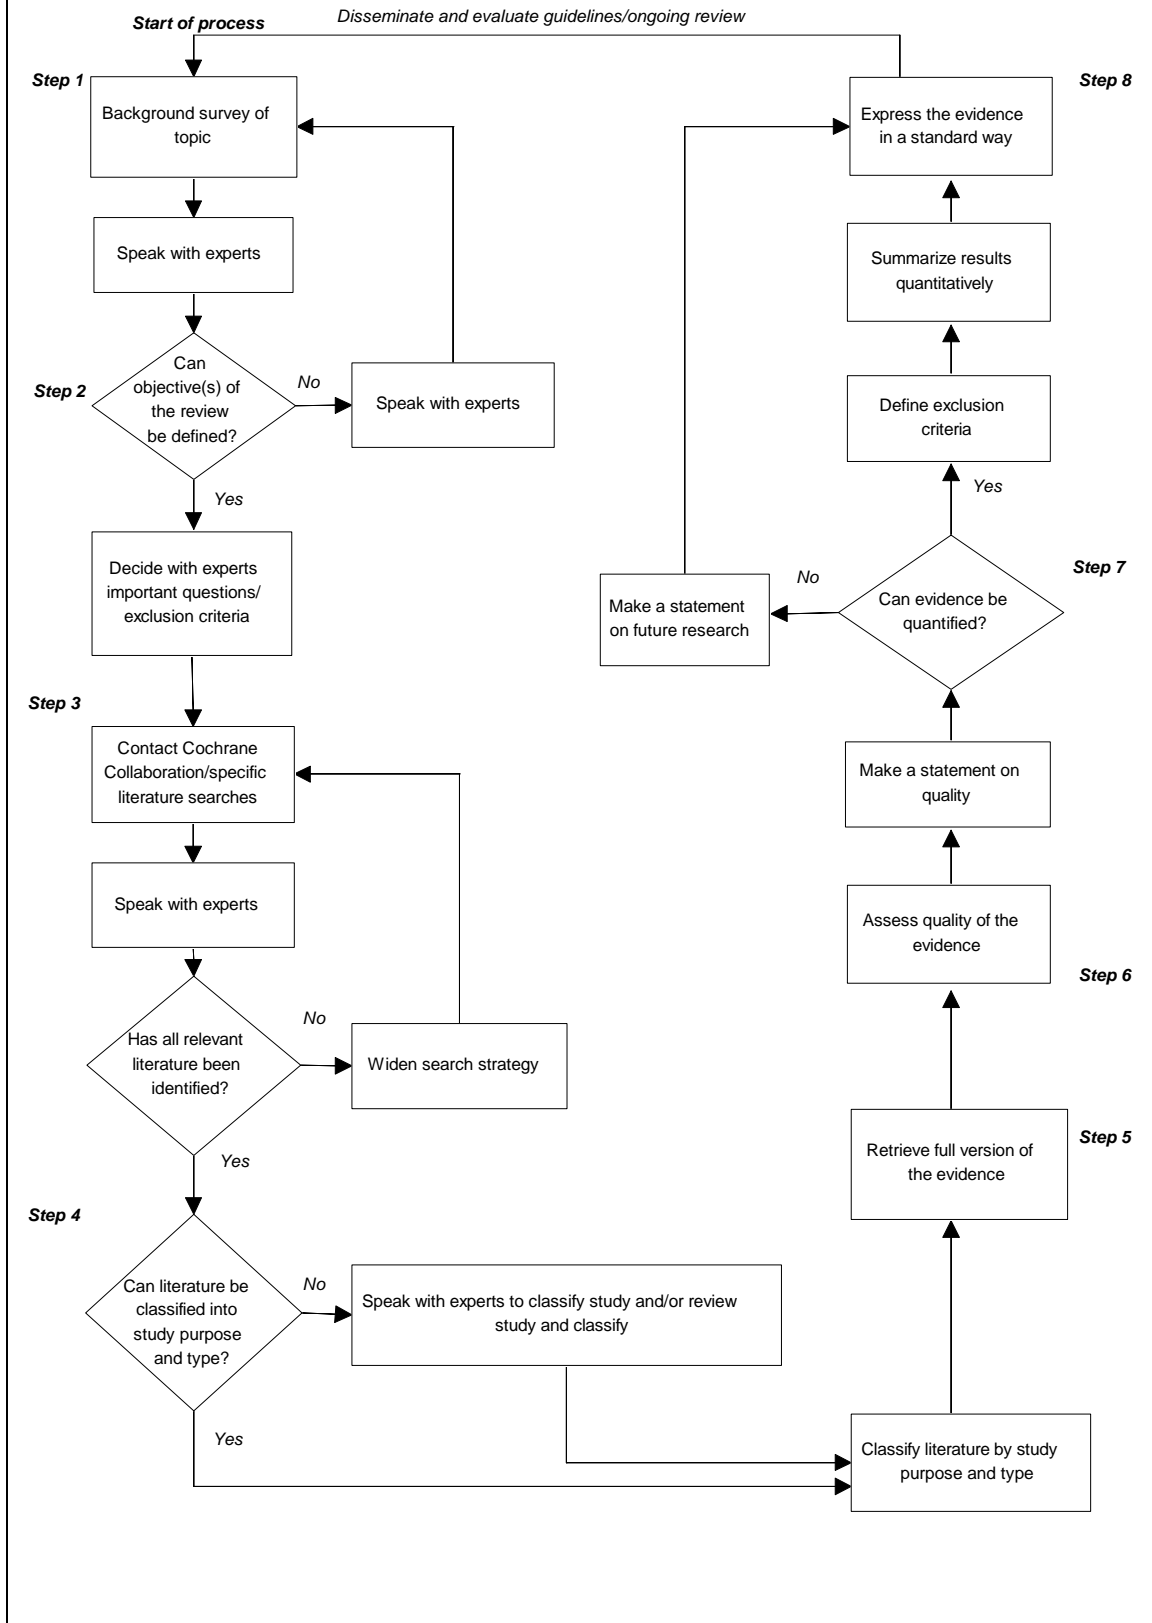 Disseminate and evaluate guidelines/ongoing review
Start of process
Step 1
Background survey of
topic
Speak with experts
Step 2
Can
objective(s) of
the review
be defined?
No
Speak with experts
Yes
Decide with experts
important questions/
exclusion criteria
Step 3
Contact Cochrane
Collaboration/specific
literature searches
Speak with experts
Has all relevant
literature been
identified?
No
Widen search strategy
Yes
Step 4
Can literature be
classified into
study purpose
and type?
No
Speak with experts to classify study and/or review
study and classify
Yes
Classify literature by study
purpose and type
Step 5
Retrieve full version of
the evidence
Step 6
Assess quality of the
evidence
Make a statement on
quality
Step 7
Can evidence be
quantified?
No
Make a statement
on future research
Yes
Define exclusion
criteria
Summarize results
quantitatively
Step 8
Express the evidence
in a standard way